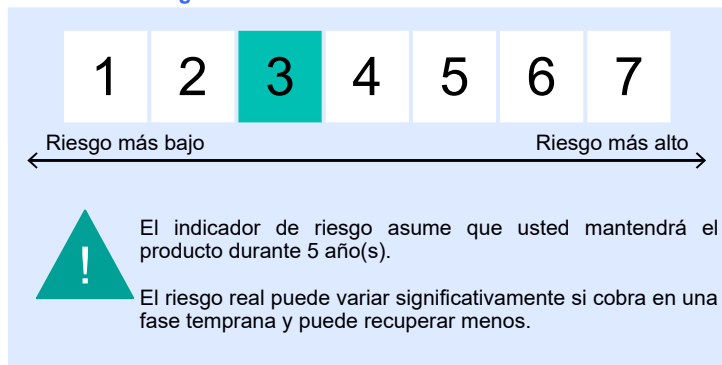 1 2 3 4 5 6 7
Riesgo más bajo Riesgo más alto
!
El indicador de riesgo asume que usted mantendrá el
producto durante 5 año(s).
El riesgo real puede variar significativamente si cobra en una
fase temprana y puede recuperar menos.